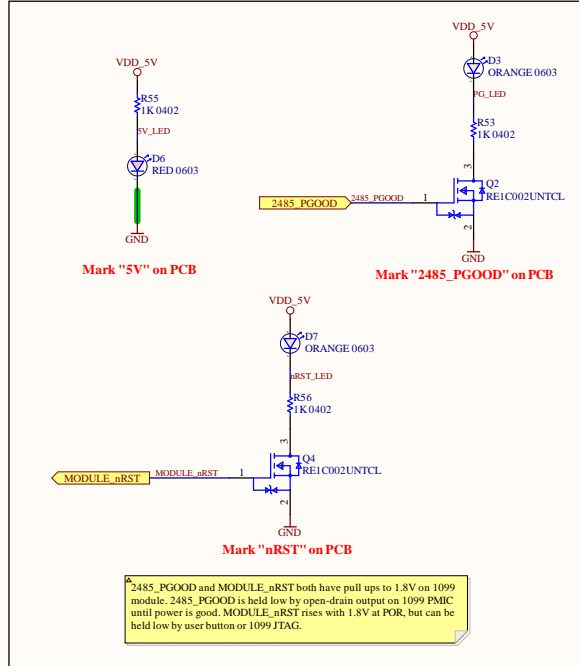 VDD_5V
R55
1K 0402
5V_LED
D6
RED 0603
GND
Mark "5V" on PCB
VDD_5V
D3
ORANGE 0603
PG_LED
R53
1K 0402
3
Q2
RE1C002UNTCL
2485_PGOOD
2485_PGOOD
1
2
GND
Mark "2485_PGOOD" on PCB
VDD_5V
D7
ORANGE 0603
nRST_LED
R56
1K 0402
3
Q4
RE1C002UNTCL
MODULE_nRST
MODULE_nRST
1
2
GND
Mark "nRST" on PCB
2485_PGOOD and MODULE_nRST both have pull ups to 1.8V on 1099
module. 2485_PGOOD is held low by open-drain output on 1099 PMIC
until power is good. MODULE_nRST rises with 1.8V at POR, but can be
held low by user button or 1099 JTAG.